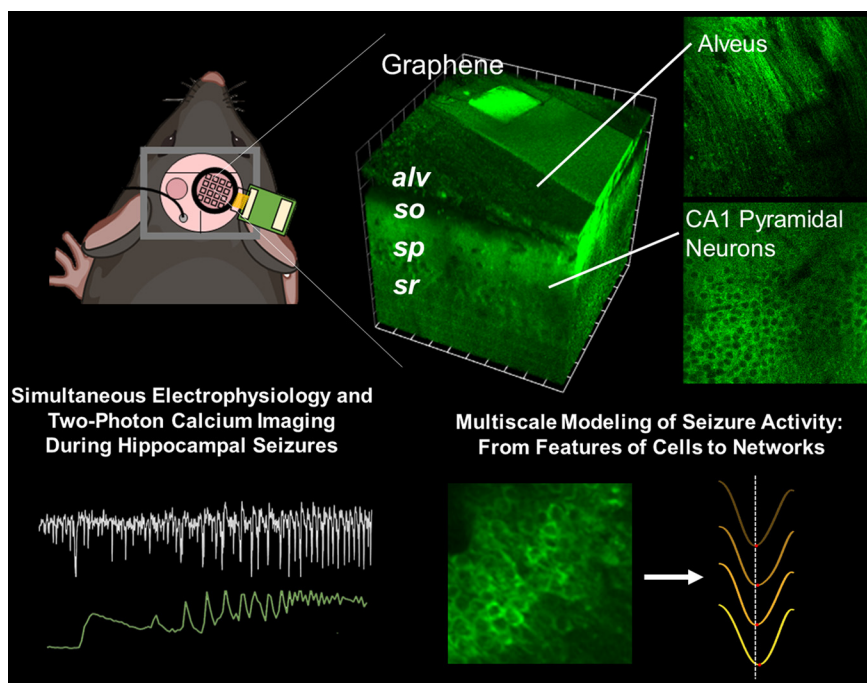 Graphene
Alveus
alv
so
sp
sr
CA1 Pyramidal
Neurons
Simultaneous Electrophysiology and
Two-Photon Calcium Imaging
During Hippocampal Seizures
Multiscale Modeling of Seizure Activity:
From Features of Cells to Networks